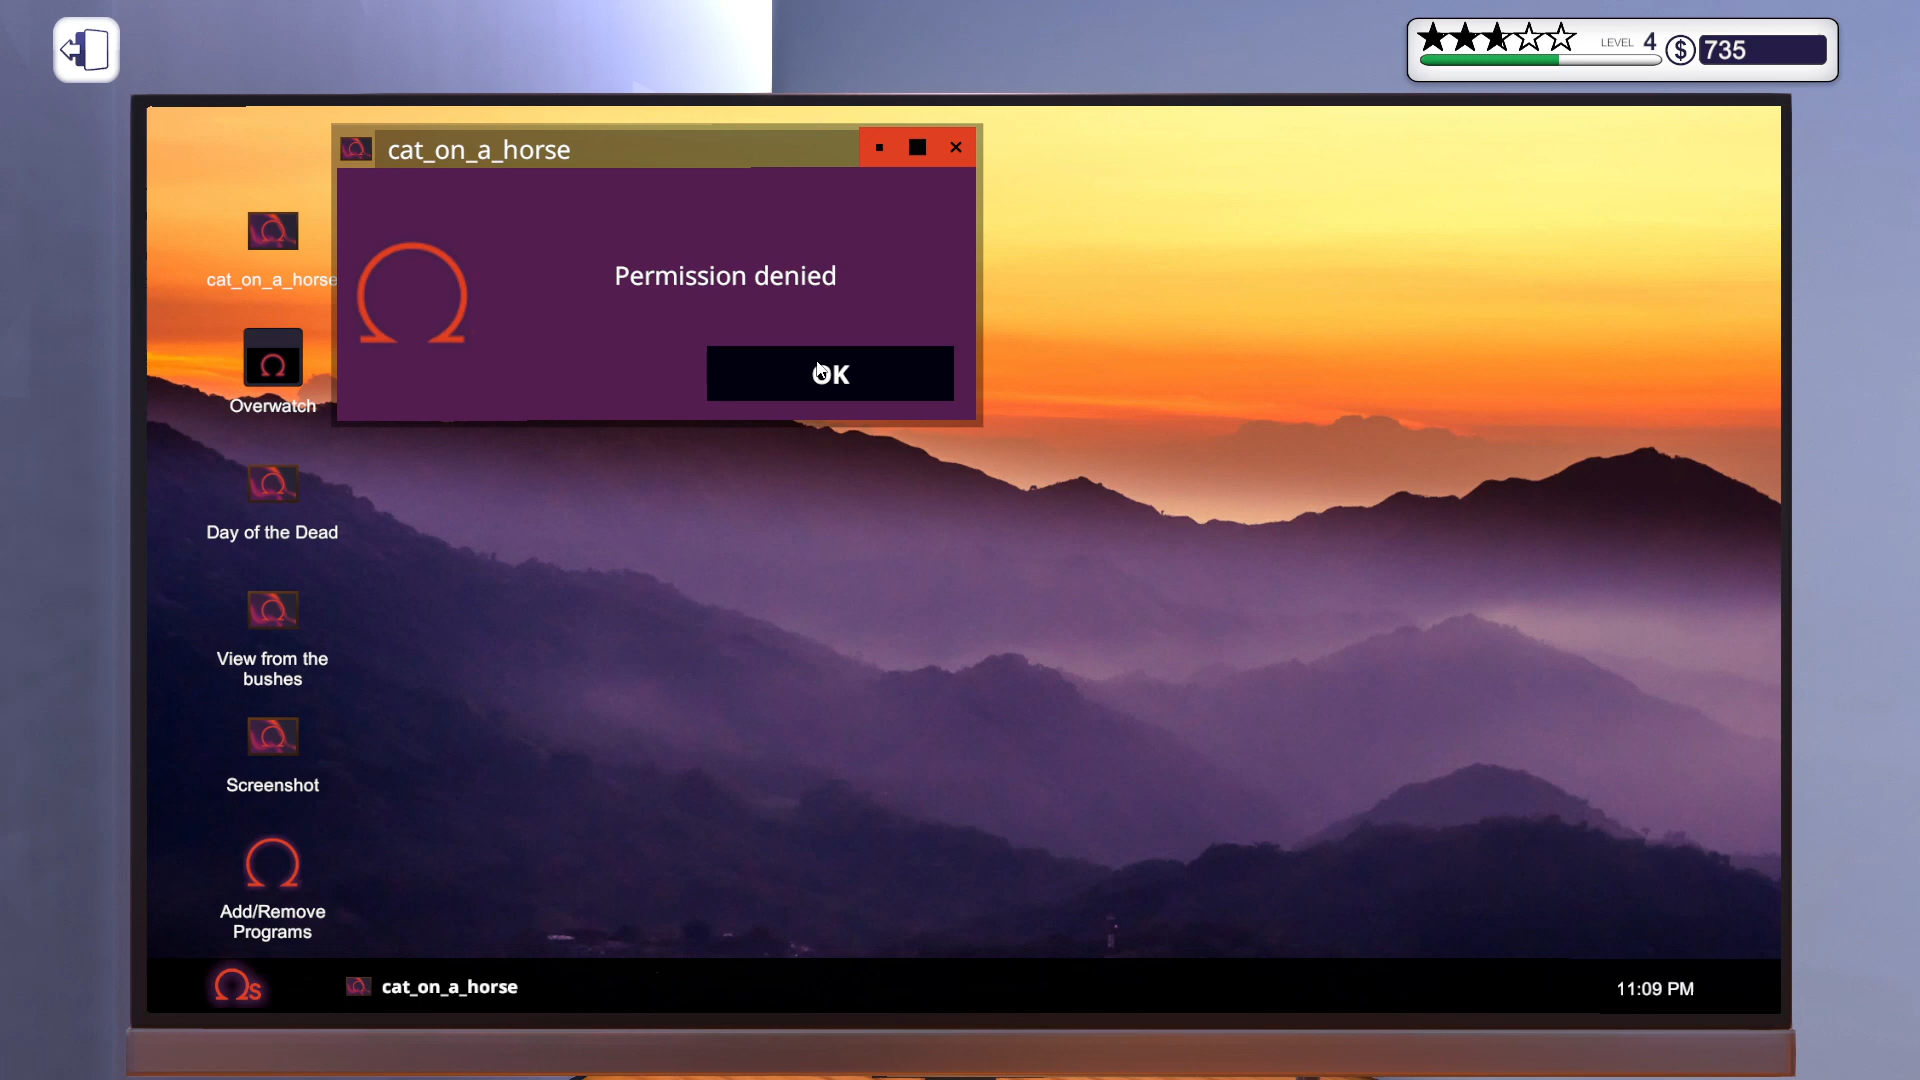 LEVEL 4 $ 735
cat_on_a_horse
Permission denied
OK
cat_on_a_horse
Overwatch
Day of the Dead
View from the
bushes
Screenshot
Add/Remove
Programs
Ωs
cat_on_a_horse
11:09 PM